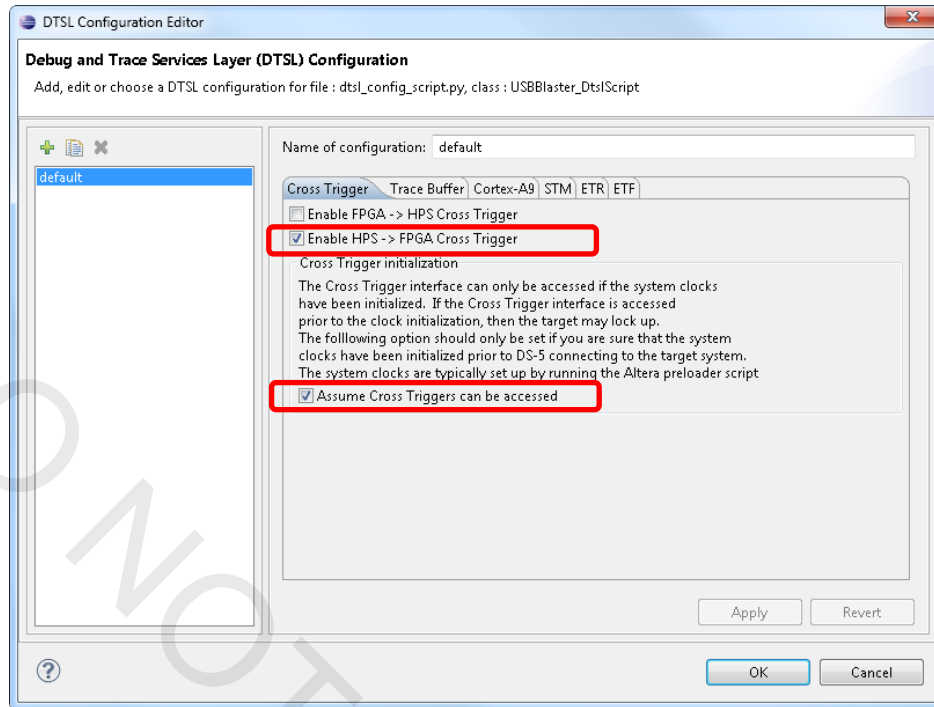 DTSL Configuration Editor
Debug and Trace Services Layer (DTSL) Configuration
Add, edit or choose a DTSL configuration for file : dtsl_config_script.py, class : USBBlaster_DtslScript
default
Name of configuration: default
Cross Trigger Trace Buffer Cortex-A9 STM ETR ETF
Enable FPGA -> HPS Cross Trigger
Enable HPS -> FPGA Cross Trigger
Cross Trigger initialization
The Cross Trigger interface can only be accessed if the system clocks
have been initialized. If the Cross Trigger interface is accessed
prior to the clock initialization, then the target may lock up.
The folllowing option should only be set if you are sure that the system
clocks have been initialized prior to DS-5 connecting to the target system.
The system clocks are typically set up by running the Altera preloader script
Assume Cross Triggers can be accessed
Apply Revert
OK Cancel
O NOT